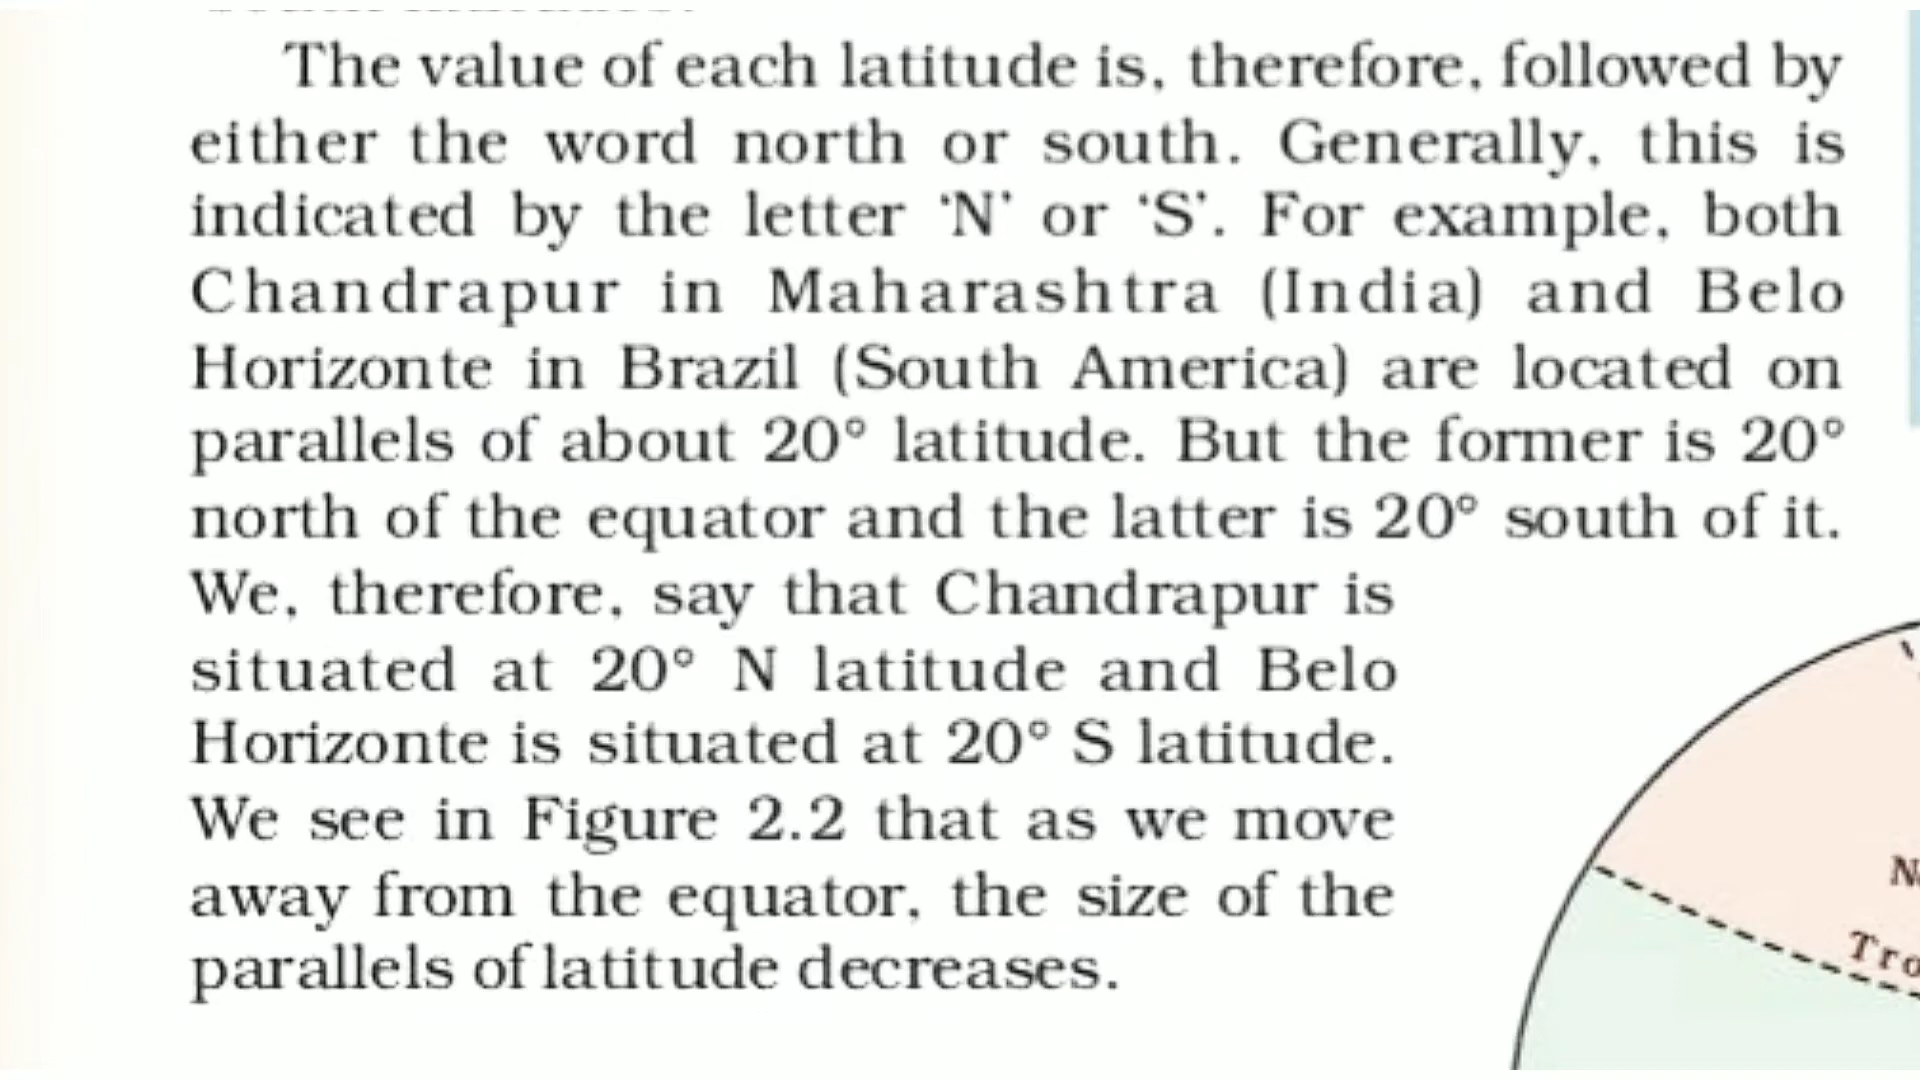 The value of each latitude is, therefore, followed by
either the word north or south. Generally, this is
indicated by the letter ‘N’ or ‘S’. For example, both
Chandrapur in Maharashtra (India) and Belo
Horizonte in Brazil (South America) are located on
parallels of about 20° latitude. But the former is 20°
north of the equator and the latter is 20° south of it.
We, therefore, say that Chandrapur is
situated at 20° N latitude and Belo
Horizonte is situated at 20° S latitude.
We see in Figure 2.2 that as we move
away from the equator, the size of the
parallels of latitude decreases.